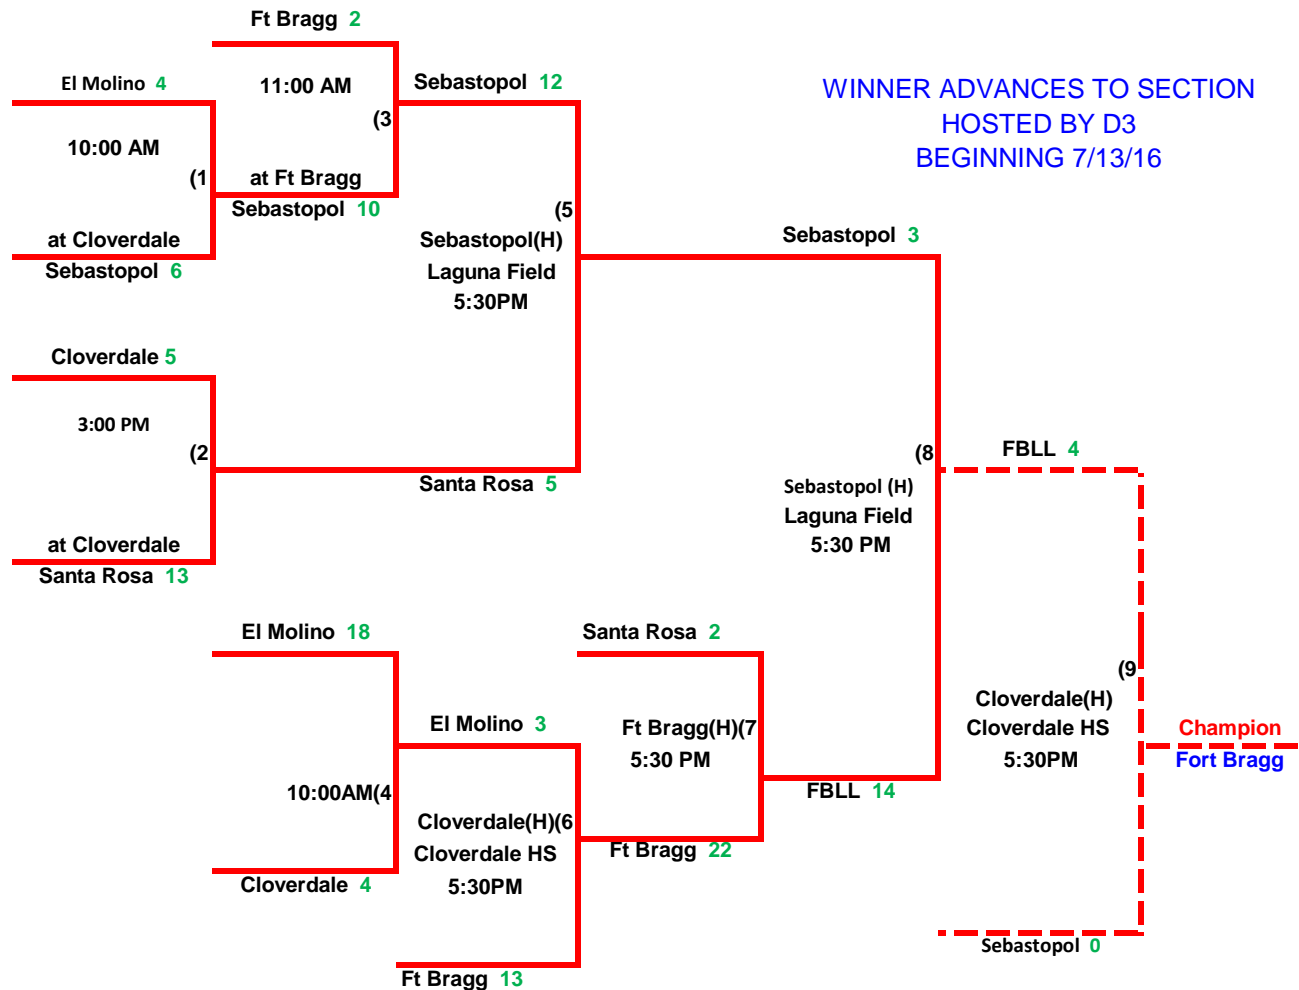 Ft Bragg 2
El Molino 4
11:00 AM
Sebastopol 12
WINNER ADVANCES TO SECTION
HOSTED BY D3
BEGINNING 7/13/16
(3
10:00 AM
(1
at Ft Bragg
Sebastopol 10
(5
at Cloverdale
Sebastopol 6
Sebastopol(H)
Laguna Field
5:30PM
Sebastopol 3
Cloverdale 5
3:00 PM
(2
Santa Rosa 5
(8
FBLL 4
Sebastopol (H)
Laguna Field
5:30 PM
at Cloverdale
Santa Rosa 13
El Molino 18
Santa Rosa 2
(9
El Molino 3
Ft Bragg(H)(7
5:30 PM
Cloverdale(H)
Cloverdale HS
5:30PM
Champion
Fort Bragg
10:00AM(4
FBLL 14
Cloverdale(H)(6
Cloverdale HS
5:30PM
Ft Bragg 22
Cloverdale 4
Sebastopol 0
Ft Bragg 13